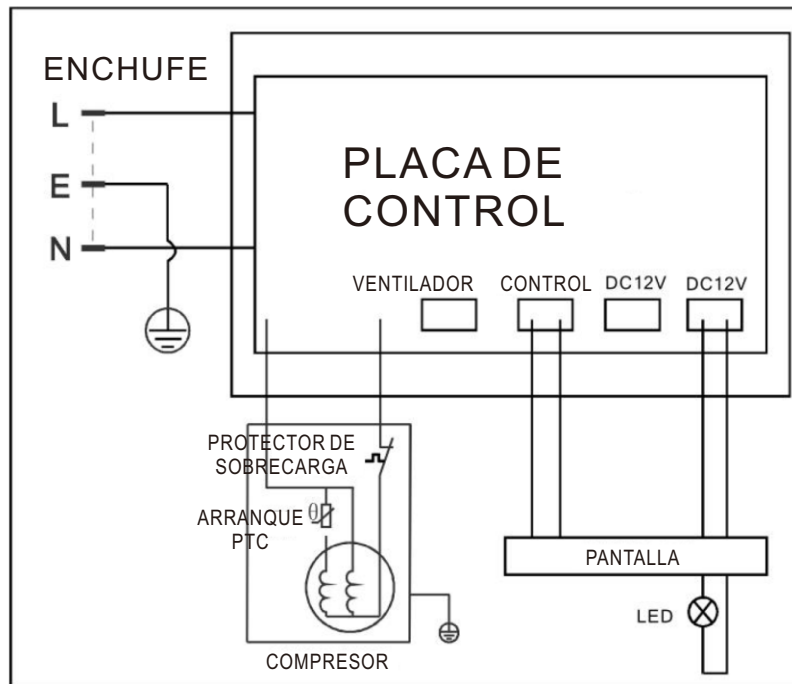 ENCHUFE
L
E
N
PLACA DE
CONTROL
VENTILADOR
CONTROL
DC12V
DC12V
PROTECTOR DE
SOBRECARGA
ARRANQUE
PTC
θ
PANTALLA
LED
COMPRESOR